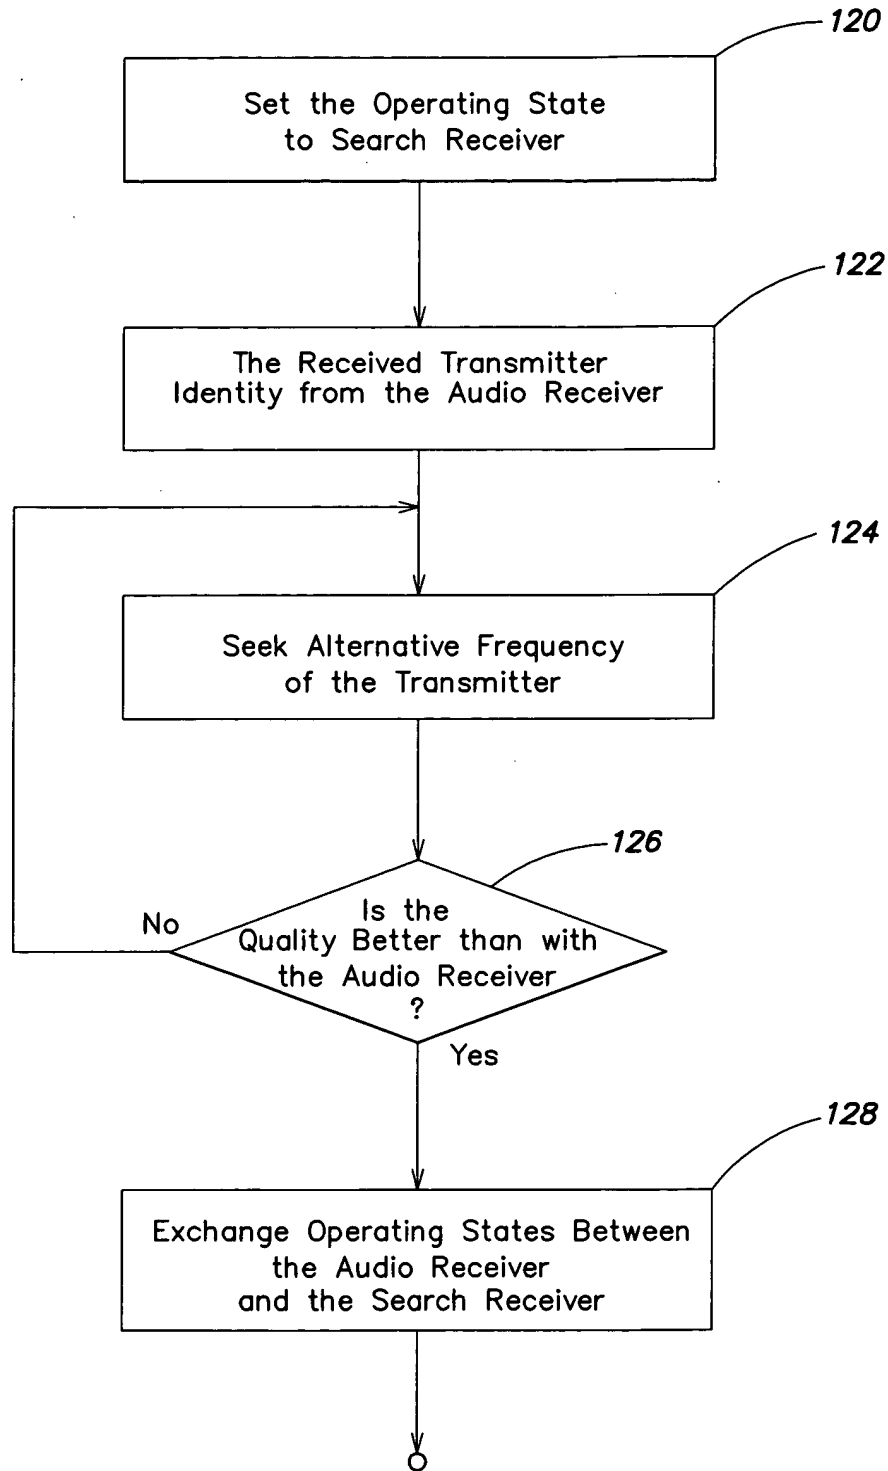 120
Set the Operating State
to Search Receiver
122
The Received Transmitter
Identity from the Audio Receiver
124
Seek Alternative Frequency
of the Transmitter
126
Is the
No
Quality Better than with
the Audio Receiver
?
Yes
128
Exchange Operating States Between
the Audio Receiver
and the Search Receiver